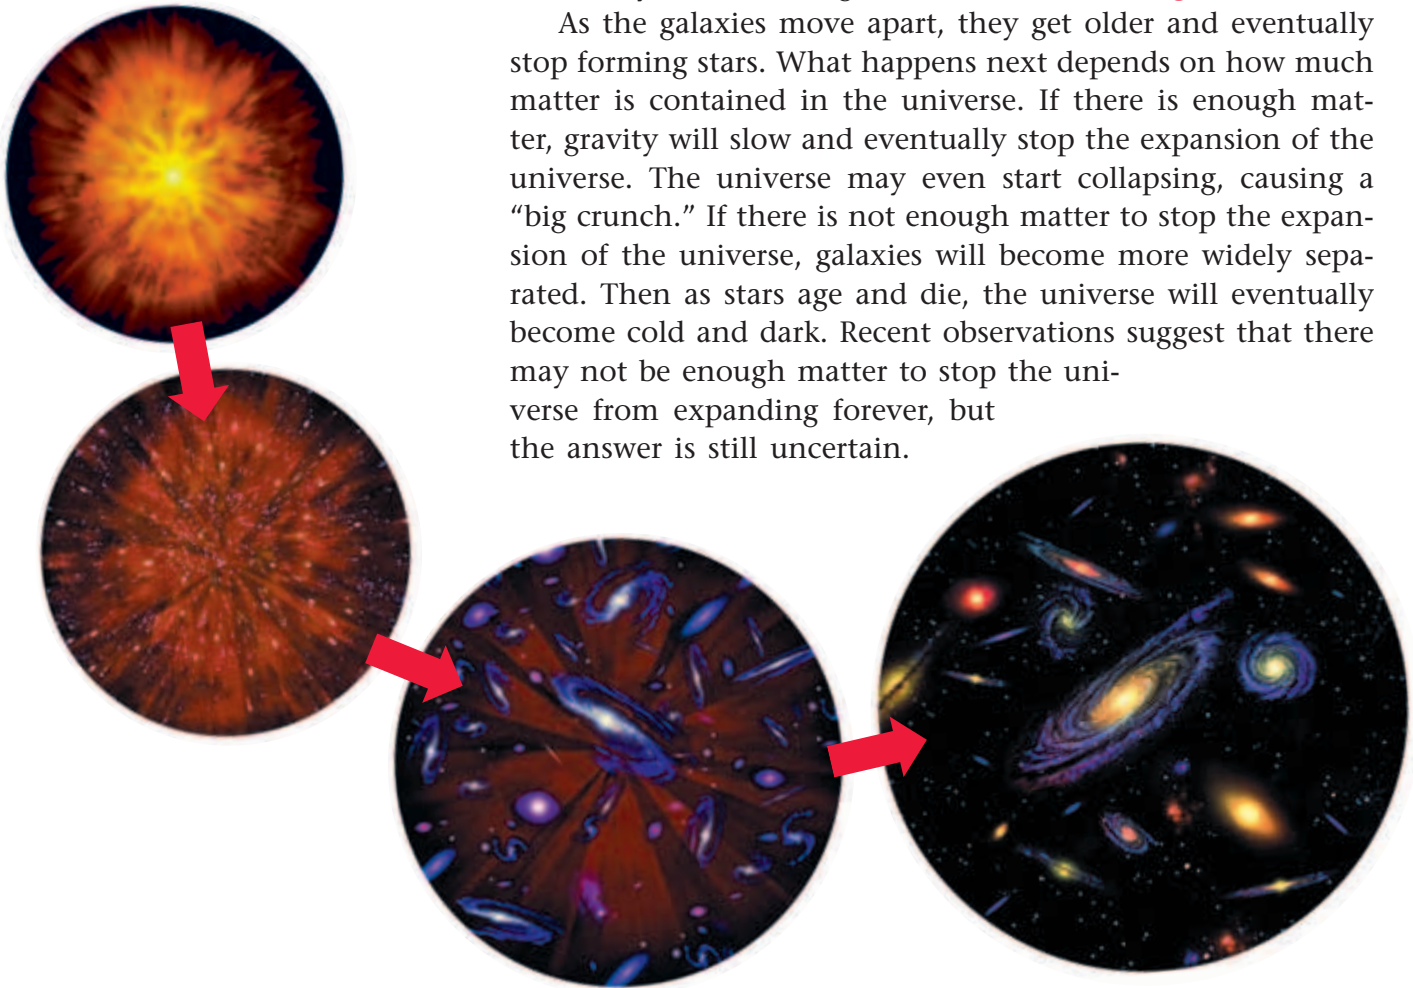 As the galaxies move apart, they get older and eventually
stop forming stars. What happens next depends on how much
matter is contained in the universe. If there is enough mat-
ter, gravity will slow and eventually stop the expansion of the
universe. The universe may even start collapsing, causing a
“big crunch.” If there is not enough matter to stop the expan-
sion of the universe, galaxies will become more widely sepa-
rated. Then as stars age and die, the universe will eventually
become cold and dark. Recent observations suggest that there
may not be enough matter to stop the uni-
verse from expanding forever, but
the answer is still uncertain.